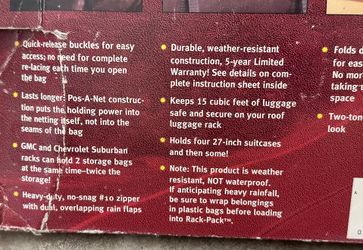 • Quick-release buckles for easy
access; no need for complete
re-lacing each time you open
the bag
• Lasts longer: Pos-A-Net construc-
tion puts the holding power into
the netting itself, not into the
seams of the bag
• GMC and Chevrolet Suburban
racks can hold 2 storage bags
at the same time–twice the
storage!
• Heavy-duty, no-snag #10 zipper
with dual, overlapping rain flaps
• Durable, weather-resistant
construction, 5-year Limited
Warranty! See details on com-
plete instruction sheet inside
• Keeps 15 cubic feet of luggage
safe and secure on your roof
luggage rack
• Holds four 27-inch suitcases
and then some!
• Note: This product is weather
resistant, NOT waterproof.
If anticipating heavy rainfall,
be sure to wrap belongings
in plastic bags before loading
into Rack-Pack™.
• Folds
for eas
No mo
taking
space
• Two-ton
look